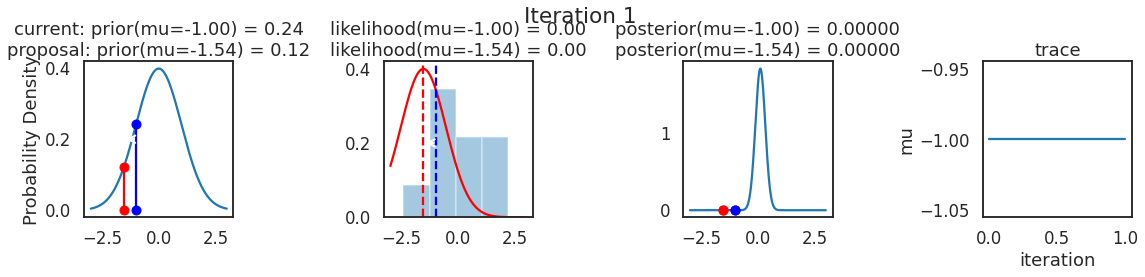 Iteration 1
current: prior(mu=-1.00) = 0.24
proposal: prior(mu=-1.54) = 0.12
likelihood(mu=-1.00) = 0.00
likelihood(mu=-1.54) = 0.00
posterior(mu=-1.00) = 0.00000
posterior(mu=-1.54) = 0.00000
trace
Probability Density
0.4
0.2
0.0
−2.5 0.0 2.5
0.4
0.2
0.0
−2.5 0.0 2.5
1
0
−2.5 0.0 2.5
mu
−0.95
−1.00
−1.05
0.0 0.5 1.0
iteration